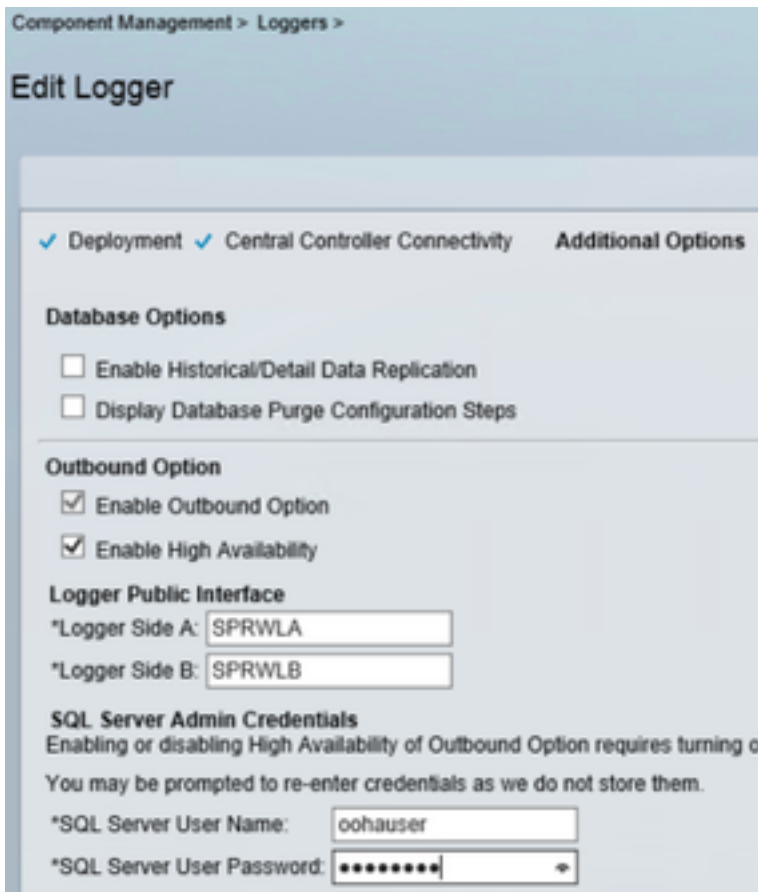 Component Management > Loggers >
Edit Logger
Deployment Central Controller Connectivity Additional Options
Database Options
Enable Historical/Detail Data Replication
Display Database Purge Configuration Steps
Outbound Option
Enable Outbound Option
Enable High Availability
Logger Public Interface
*Logger Side A: SPRWLA
*Logger Side B: SPRWLB
SQL Server Admin Credentials
Enabling or disabling High Availability of Outbound Option requires turning
You may be prompted to re-enter credentials as we do not store them.
*SQL Server User Name: oohauser
*SQL Server User Password: ••••••••